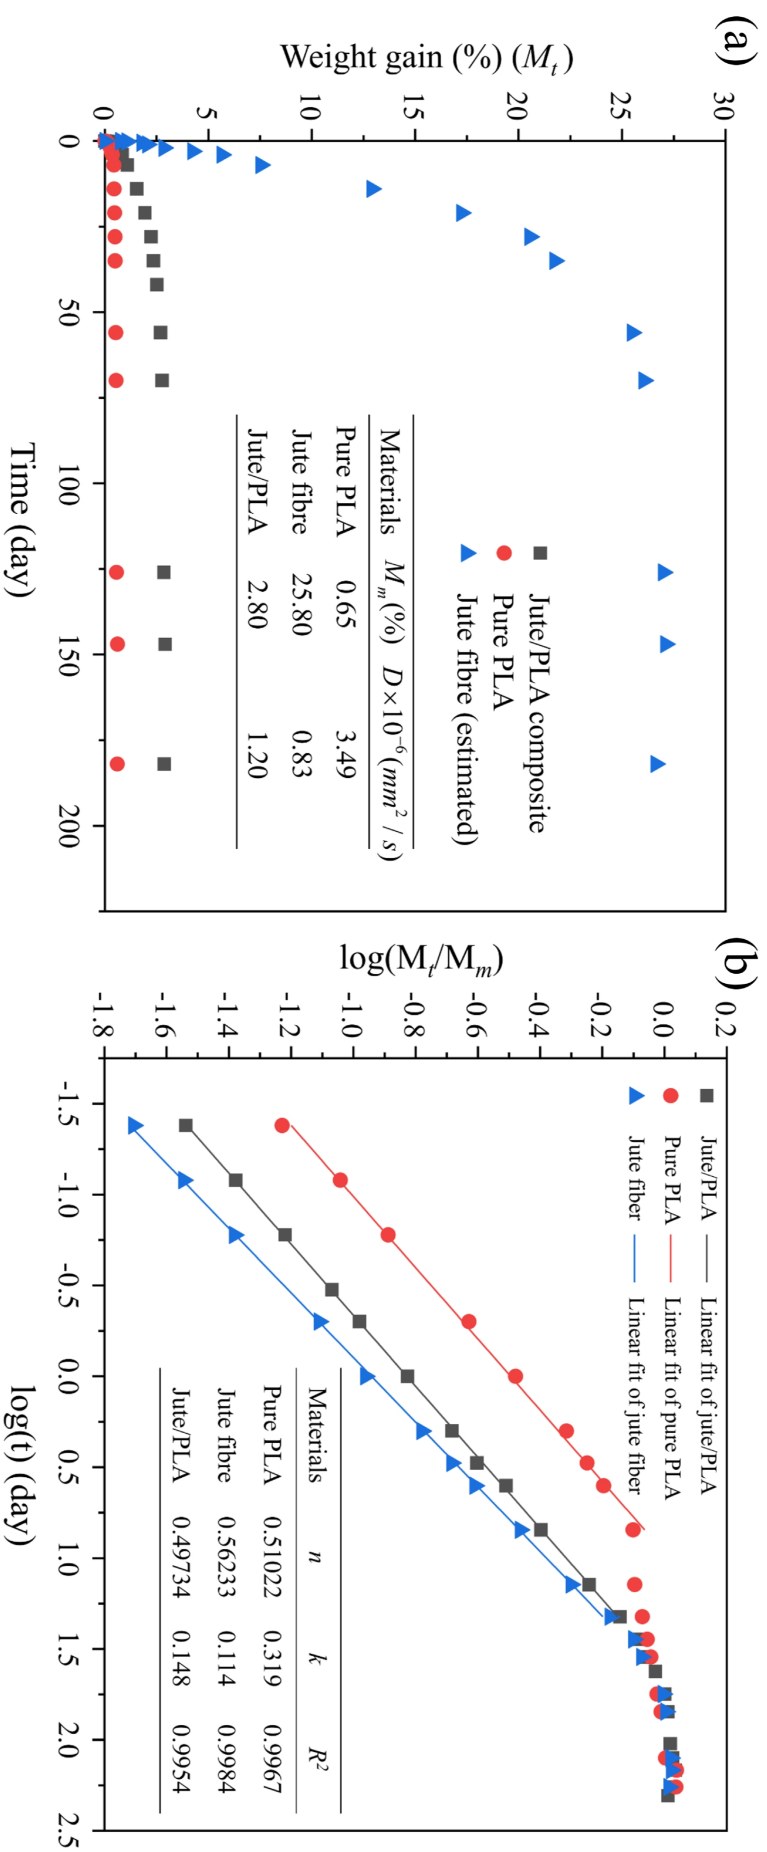 (a)
Weight gain (%) (Mt)
30
25
20
15
10
5
0
0
50
100
150
200
Time (day)
Jute/PLA composite
Pure PLA
Jute fibre (estimated)
Materials Mm(%) D×10⁻⁶(mm²/s)
Pure PLA 0.65 3.49
Jute fibre 25.80 0.83
Jute/PLA 2.80 1.20
(b)
log(Mt/Mm)
0.2
0.0
-0.2
-0.4
-0.6
-0.8
-1.0
-1.2
-1.4
-1.6
-1.8
-1.5
-1.0
-0.5
0.0
0.5
1.0
1.5
2.0
2.5
log(t) (day)
Jute/PLA Linear fit of jute/PLA
Pure PLA Linear fit of pure PLA
Jute fiber Linear fit of jute fiber
Materials n k R²
Pure PLA 0.51022 0.319 0.9967
Jute fibre 0.56233 0.114 0.9984
Jute/PLA 0.49734 0.148 0.9954